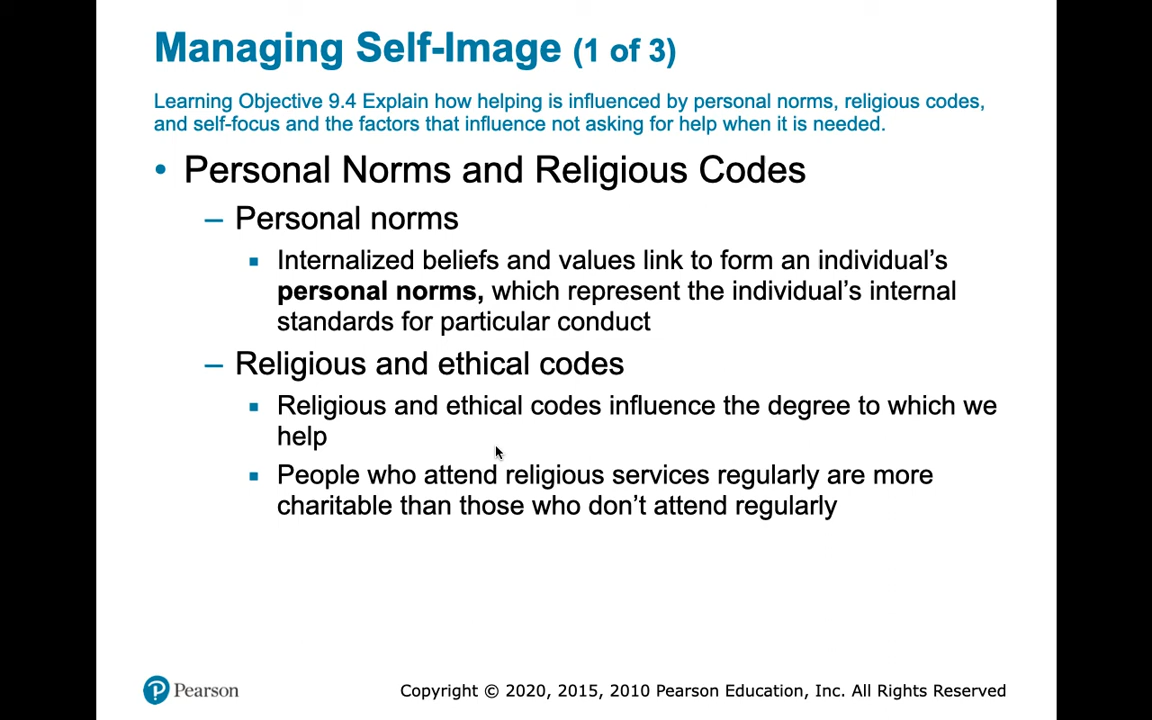 Managing Self-Image (1 of 3)
Learning Objective 9.4 Explain how helping is influenced by personal norms, religious codes,
and self-focus and the factors that influence not asking for help when it is needed.
• Personal Norms and Religious Codes
– Personal norms
▪ Internalized beliefs and values link to form an individual’s
personal norms, which represent the individual’s internal
standards for particular conduct
– Religious and ethical codes
▪ Religious and ethical codes influence the degree to which we
help
▪ People who attend religious services regularly are more
charitable than those who don’t attend regularly
Pearson
Copyright © 2020, 2015, 2010 Pearson Education, Inc. All Rights Reserved